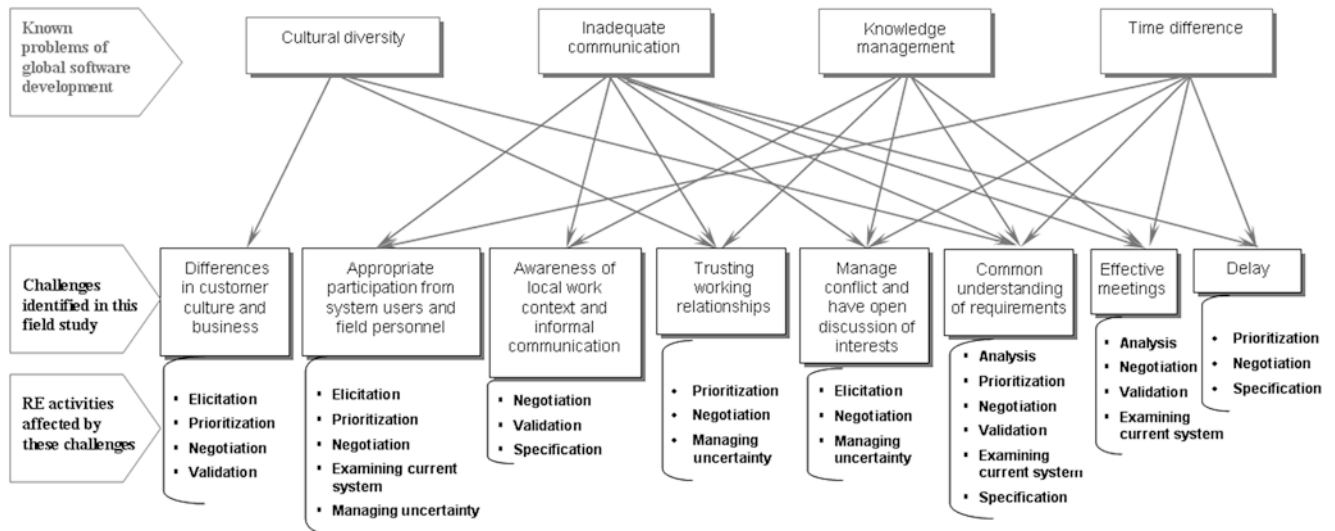 Known
problems of
global software
development
Cultural diversity
Inadequate
communication
Knowledge
management
Time difference
Challenges
identified in this
field study
Differences
in customer
culture and
business
Appropriate
participation from
system users and
field personnel
Awareness of
local work
context and
informal
communication
Trusting
working
relationships
Manage
conflict and
have open
discussion of
interests
Common
understanding
of requirements
Effective
meetings
Delay
RE activities
affected by
these challenges
▪ Elicitation
▪ Prioritization
▪ Negotiation
▪ Validation
▪ Elicitation
▪ Prioritization
▪ Negotiation
▪ Examining current
system
▪ Managing uncertainty
▪ Negotiation
▪ Validation
▪ Specification
• Prioritization
• Negotiation
• Managing
uncertainty
▪ Elicitation
▪ Negotiation
▪ Managing
uncertainty
▪ Analysis
▪ Prioritization
▪ Negotiation
▪ Validation
▪ Examining
current system
▪ Specification
▪ Analysis
▪ Negotiation
▪ Validation
▪ Examining
current system
▪ Prioritization
▪ Negotiation
▪ Specification